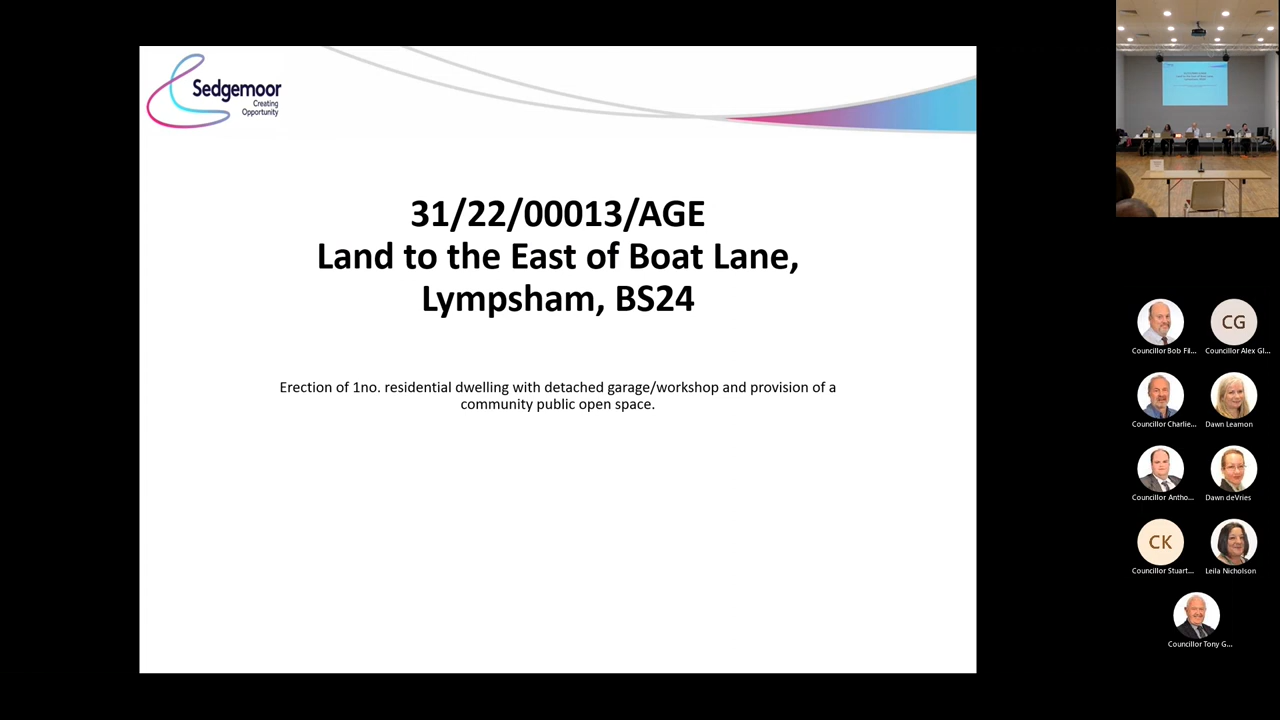 Sedgemoor
Creating
Opportunity
31/22/00013/AGE
Land to the East of Boat Lane,
Lympsham, BS24
Erection of 1no. residential dwelling with detached garage/workshop and provision of a
community public open space.
CG
Councillor Bob Fil...
Councillor Alex Gl...
Councillor Charlie...
Dawn Leamon
Councillor Antho...
Dawn deVries
CK
Councillor Stuart...
Leila Nicholson
Councillor Tony G...